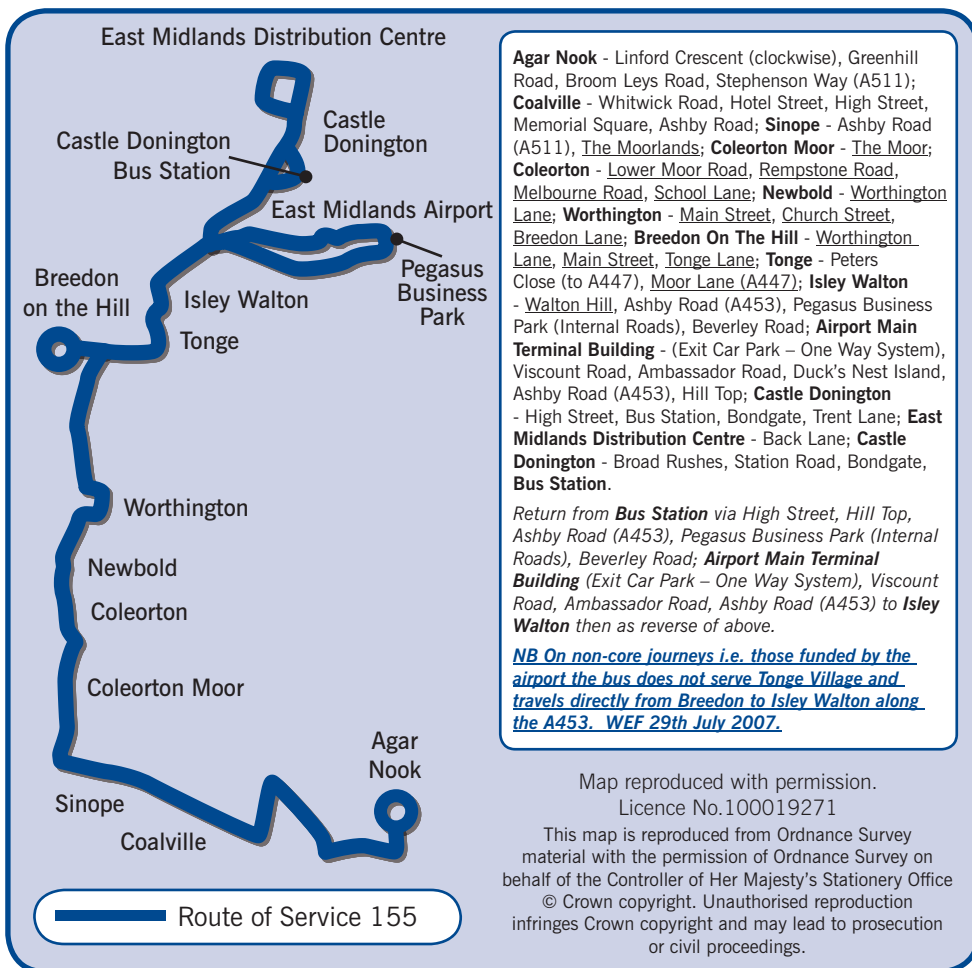 East Midlands Distribution Centre
Castle
Donington
Castle Donington
Bus Station
East Midlands Airport
Pegasus
Business
Park
Breedon
on the Hill
Isley Walton
Tonge
Worthington
Newbold
Coleorton
Coleorton Moor
Agar
Nook
Sinope
Coalville
Route of Service 155
Agar Nook - Linford Crescent (clockwise), Greenhill
Road, Broom Leys Road, Stephenson Way (A511);
Coalville - Whitwick Road, Hotel Street, High Street,
Memorial Square, Ashby Road; Sinope - Ashby Road
(A511), The Moorlands; Coleorton Moor - The Moor;
Coleorton - Lower Moor Road, Rempstone Road,
Melbourne Road, School Lane; Newbold - Worthington
Lane; Worthington - Main Street, Church Street,
Breedon Lane; Breedon On The Hill - Worthington
Lane, Main Street, Tonge Lane; Tonge - Peters
Close (to A447), Moor Lane (A447); Isley Walton
- Walton Hill, Ashby Road (A453), Pegasus Business
Park (Internal Roads), Beverley Road; Airport Main
Terminal Building - (Exit Car Park – One Way System),
Viscount Road, Ambassador Road, Duck's Nest Island,
Ashby Road (A453), Hill Top; Castle Donington
- High Street, Bus Station, Bondgate, Trent Lane; East
Midlands Distribution Centre - Back Lane; Castle
Donington - Broad Rushes, Station Road, Bondgate,
Bus Station.
Return from Bus Station via High Street, Hill Top,
Ashby Road (A453), Pegasus Business Park (Internal
Roads), Beverley Road; Airport Main Terminal
Building (Exit Car Park – One Way System), Viscount
Road, Ambassador Road, Ashby Road (A453) to Isley
Walton then as reverse of above.
NB On non-core journeys i.e. those funded by the
airport the bus does not serve Tonge Village and
travels directly from Breedon to Isley Walton along
the A453. WEF 29th July 2007.
Map reproduced with permission.
Licence No.100019271
This map is reproduced from Ordnance Survey
material with the permission of Ordnance Survey on
behalf of the Controller of Her Majesty's Stationery Office
© Crown copyright. Unauthorised reproduction
infringes Crown copyright and may lead to prosecution
or civil proceedings.